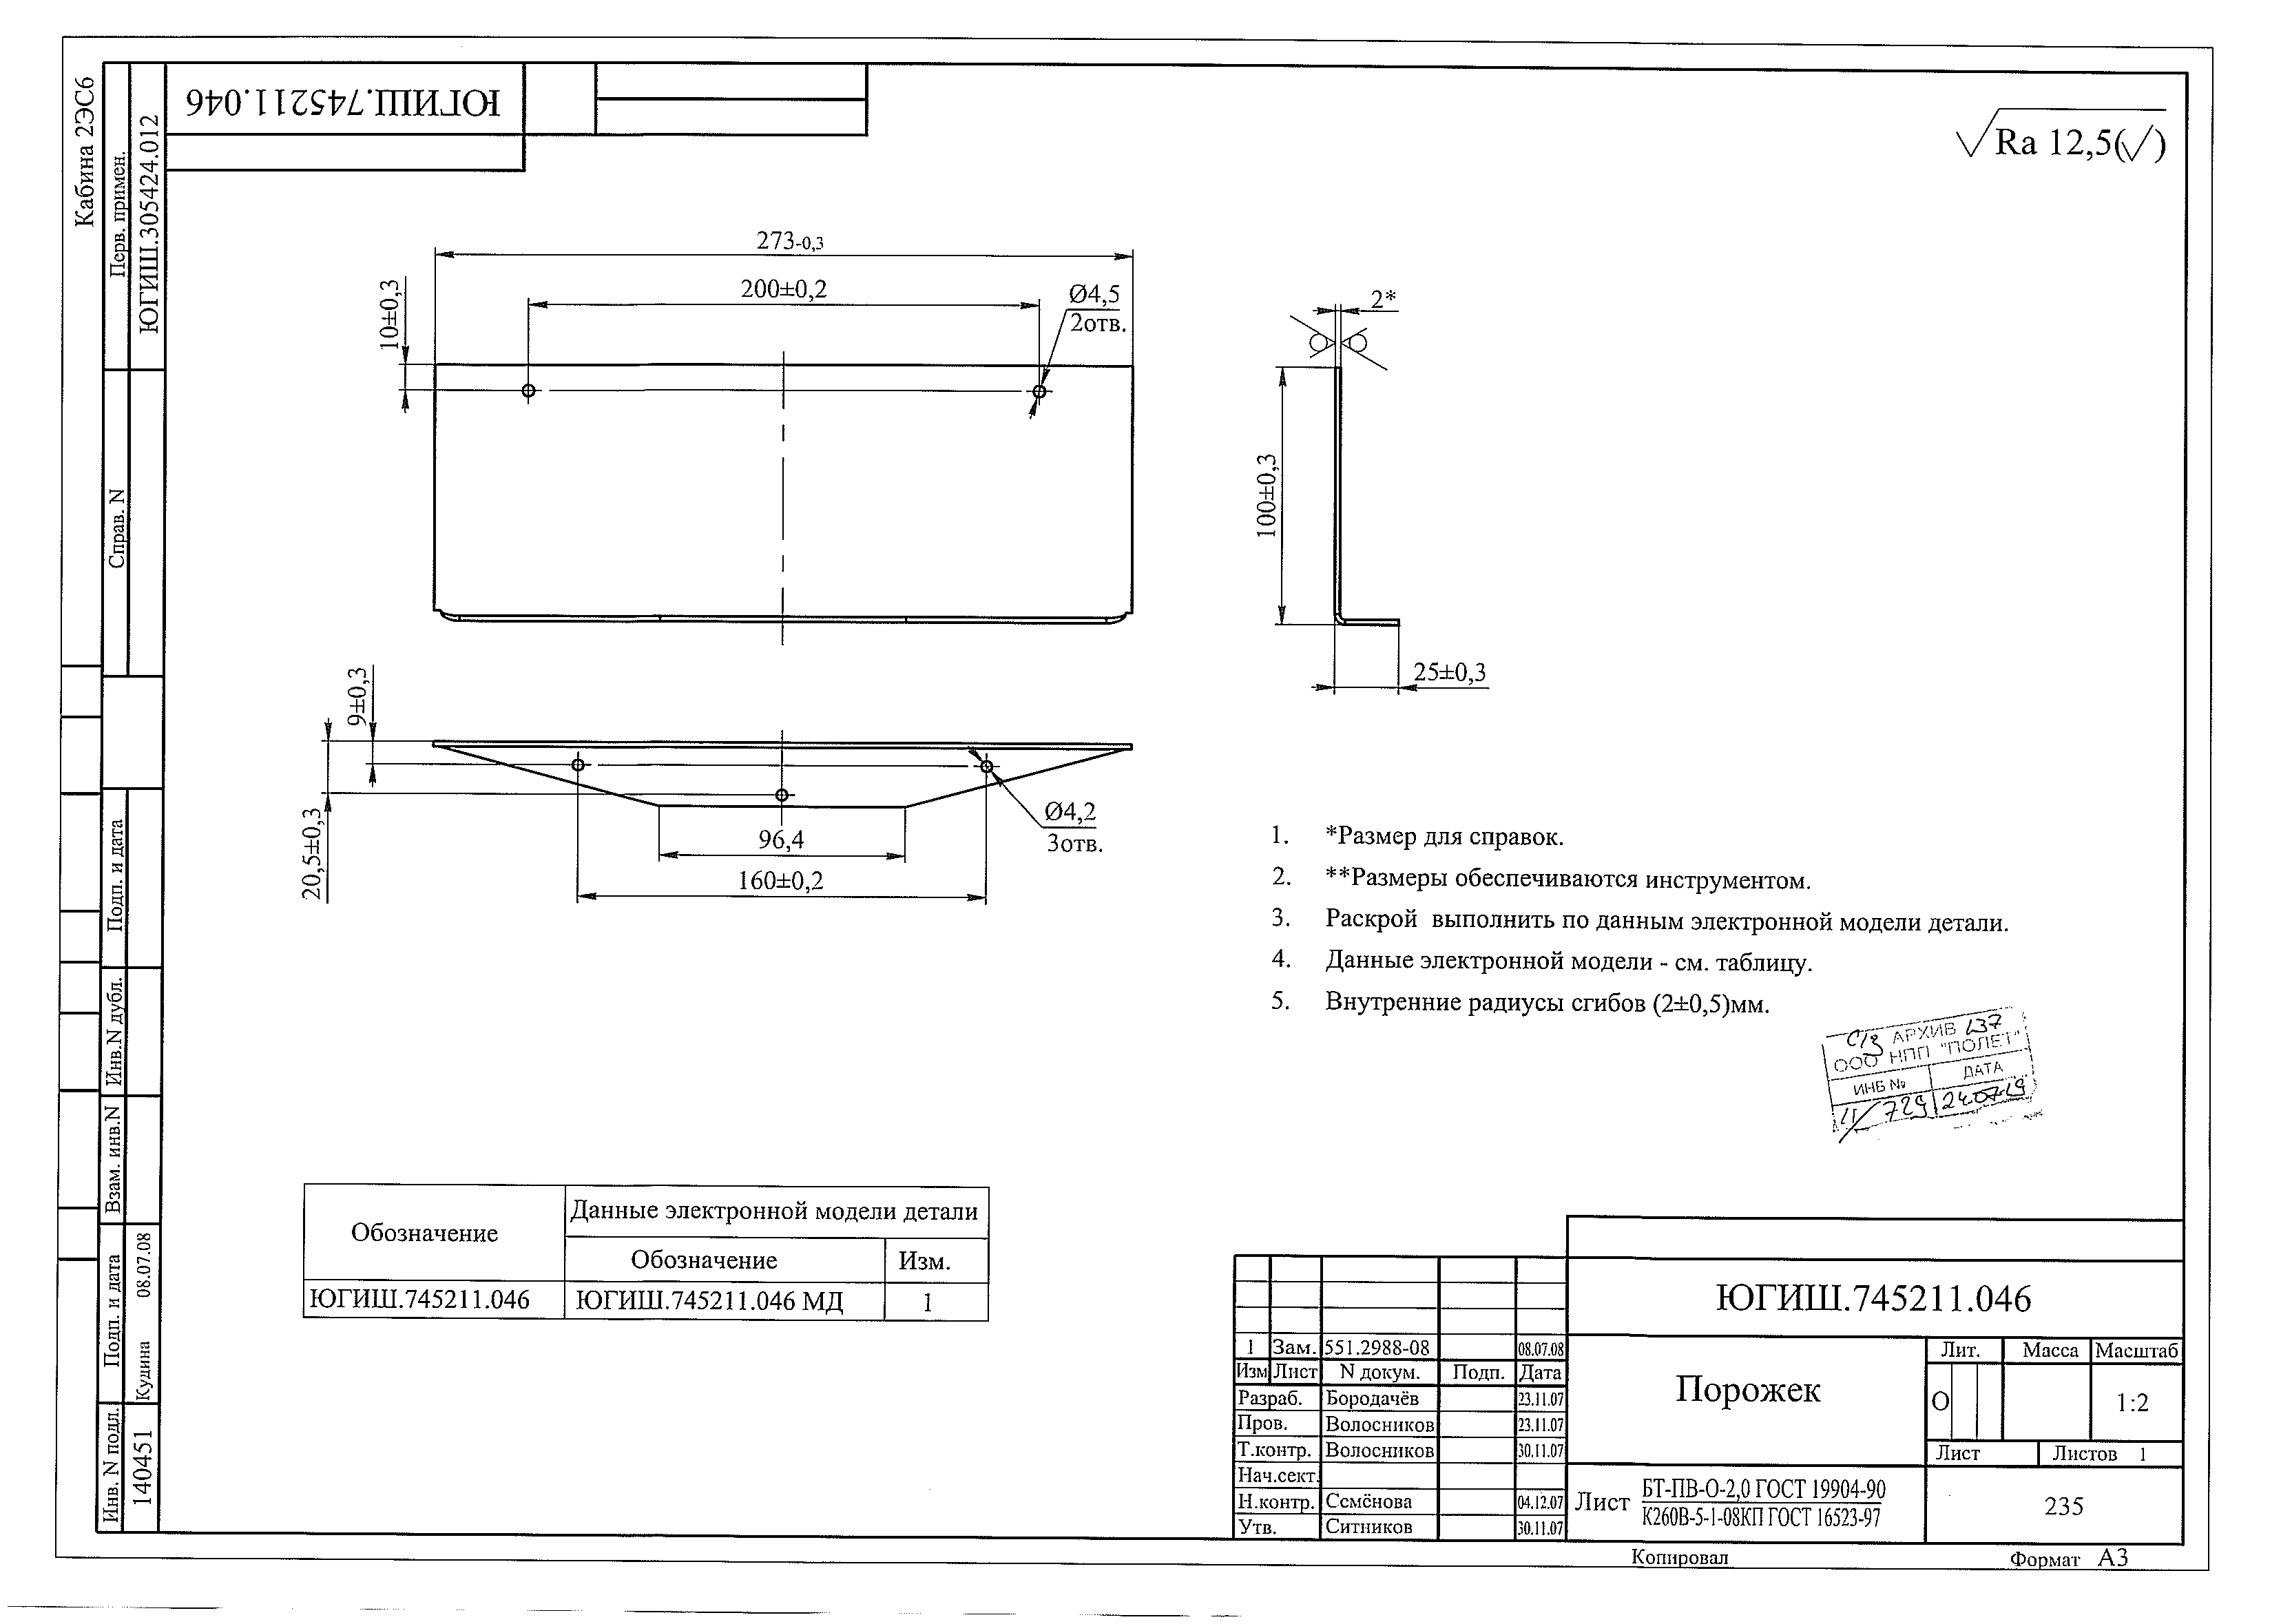 Кабина 2ЭС6
Перв. примен.
ЮГИШ.305424.012
Справ. N
Подп. и дата
Инв.N дубл.
Взам. инв.N
Подп. и дата
Кудина 08.07.08
Инв. N подл.
140451
ЮГИШ.745211.046
Ra 12,5(√)
273-0,3
200±0,2
10±0,3
Ø4,5
2отв.
2*
100±0,3
25±0,3
9±0,3
20,5±0,3
Ø4,2
3отв.
96,4
160±0,2
1. *Размер для справок.
2. **Размеры обеспечиваются инструментом.
3. Раскрой выполнить по данным электронной модели детали.
4. Данные электронной модели - см. таблицу.
5. Внутренние радиусы сгибов (2±0,5)мм.
АРХИВ 237
ООО НПП "ПОЛЕТ"
ИНБ № ДАТА
11/729 24.07.19
Обозначение Данные электронной модели детали
Обозначение Изм.
ЮГИШ.745211.046 ЮГИШ.745211.046 МД 1
ЮГИШ.745211.046
1 Зам. 551.2988-08 08.07.08
Изм Лист N докум. Подп. Дата
Разраб. Бородачёв 23.11.07
Пров. Волосников 23.11.07
Т.контр. Волосников 30.11.07
Нач.сект.
Н.контр. Семёнова 04.12.07
Утв. Ситников 30.11.07
Порожек
Лит. Масса Масштаб
О 1:2
Лист Листов 1
Лист БТ-ПВ-О-2,0 ГОСТ 19904-90
К260В-5-1-08КП ГОСТ 16523-97
235
Копировал Формат А3